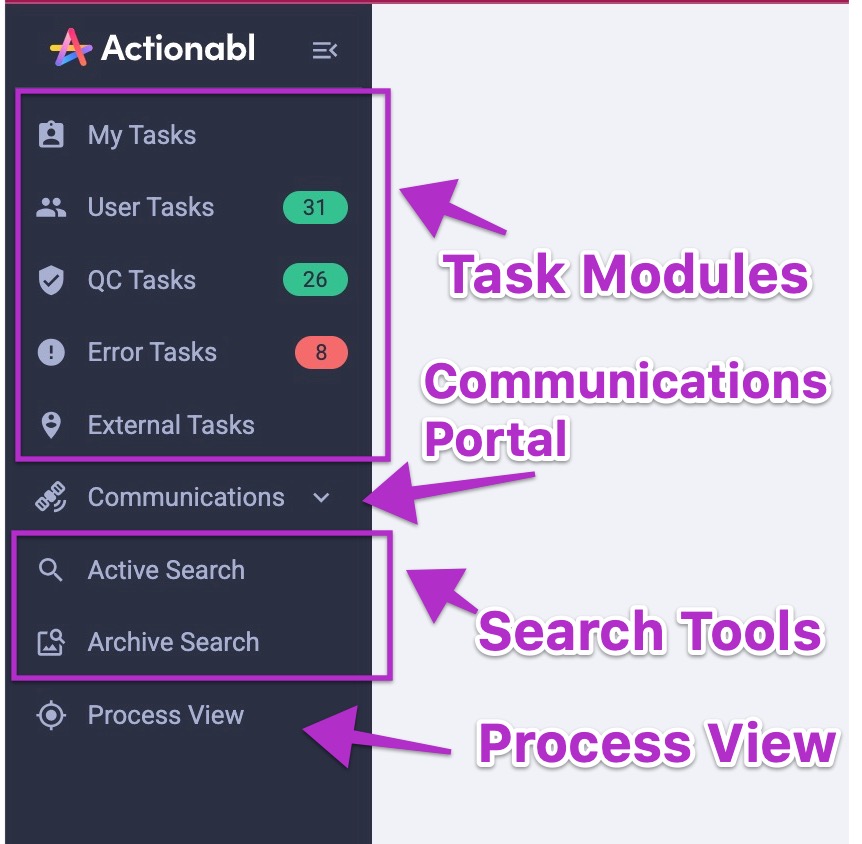 Actionabl
My Tasks
User Tasks 31
Task Modules
QC Tasks 26
Error Tasks 8
Communications
Portal
External Tasks
Communications
Active Search
Search Tools
Archive Search
Process View
Process View